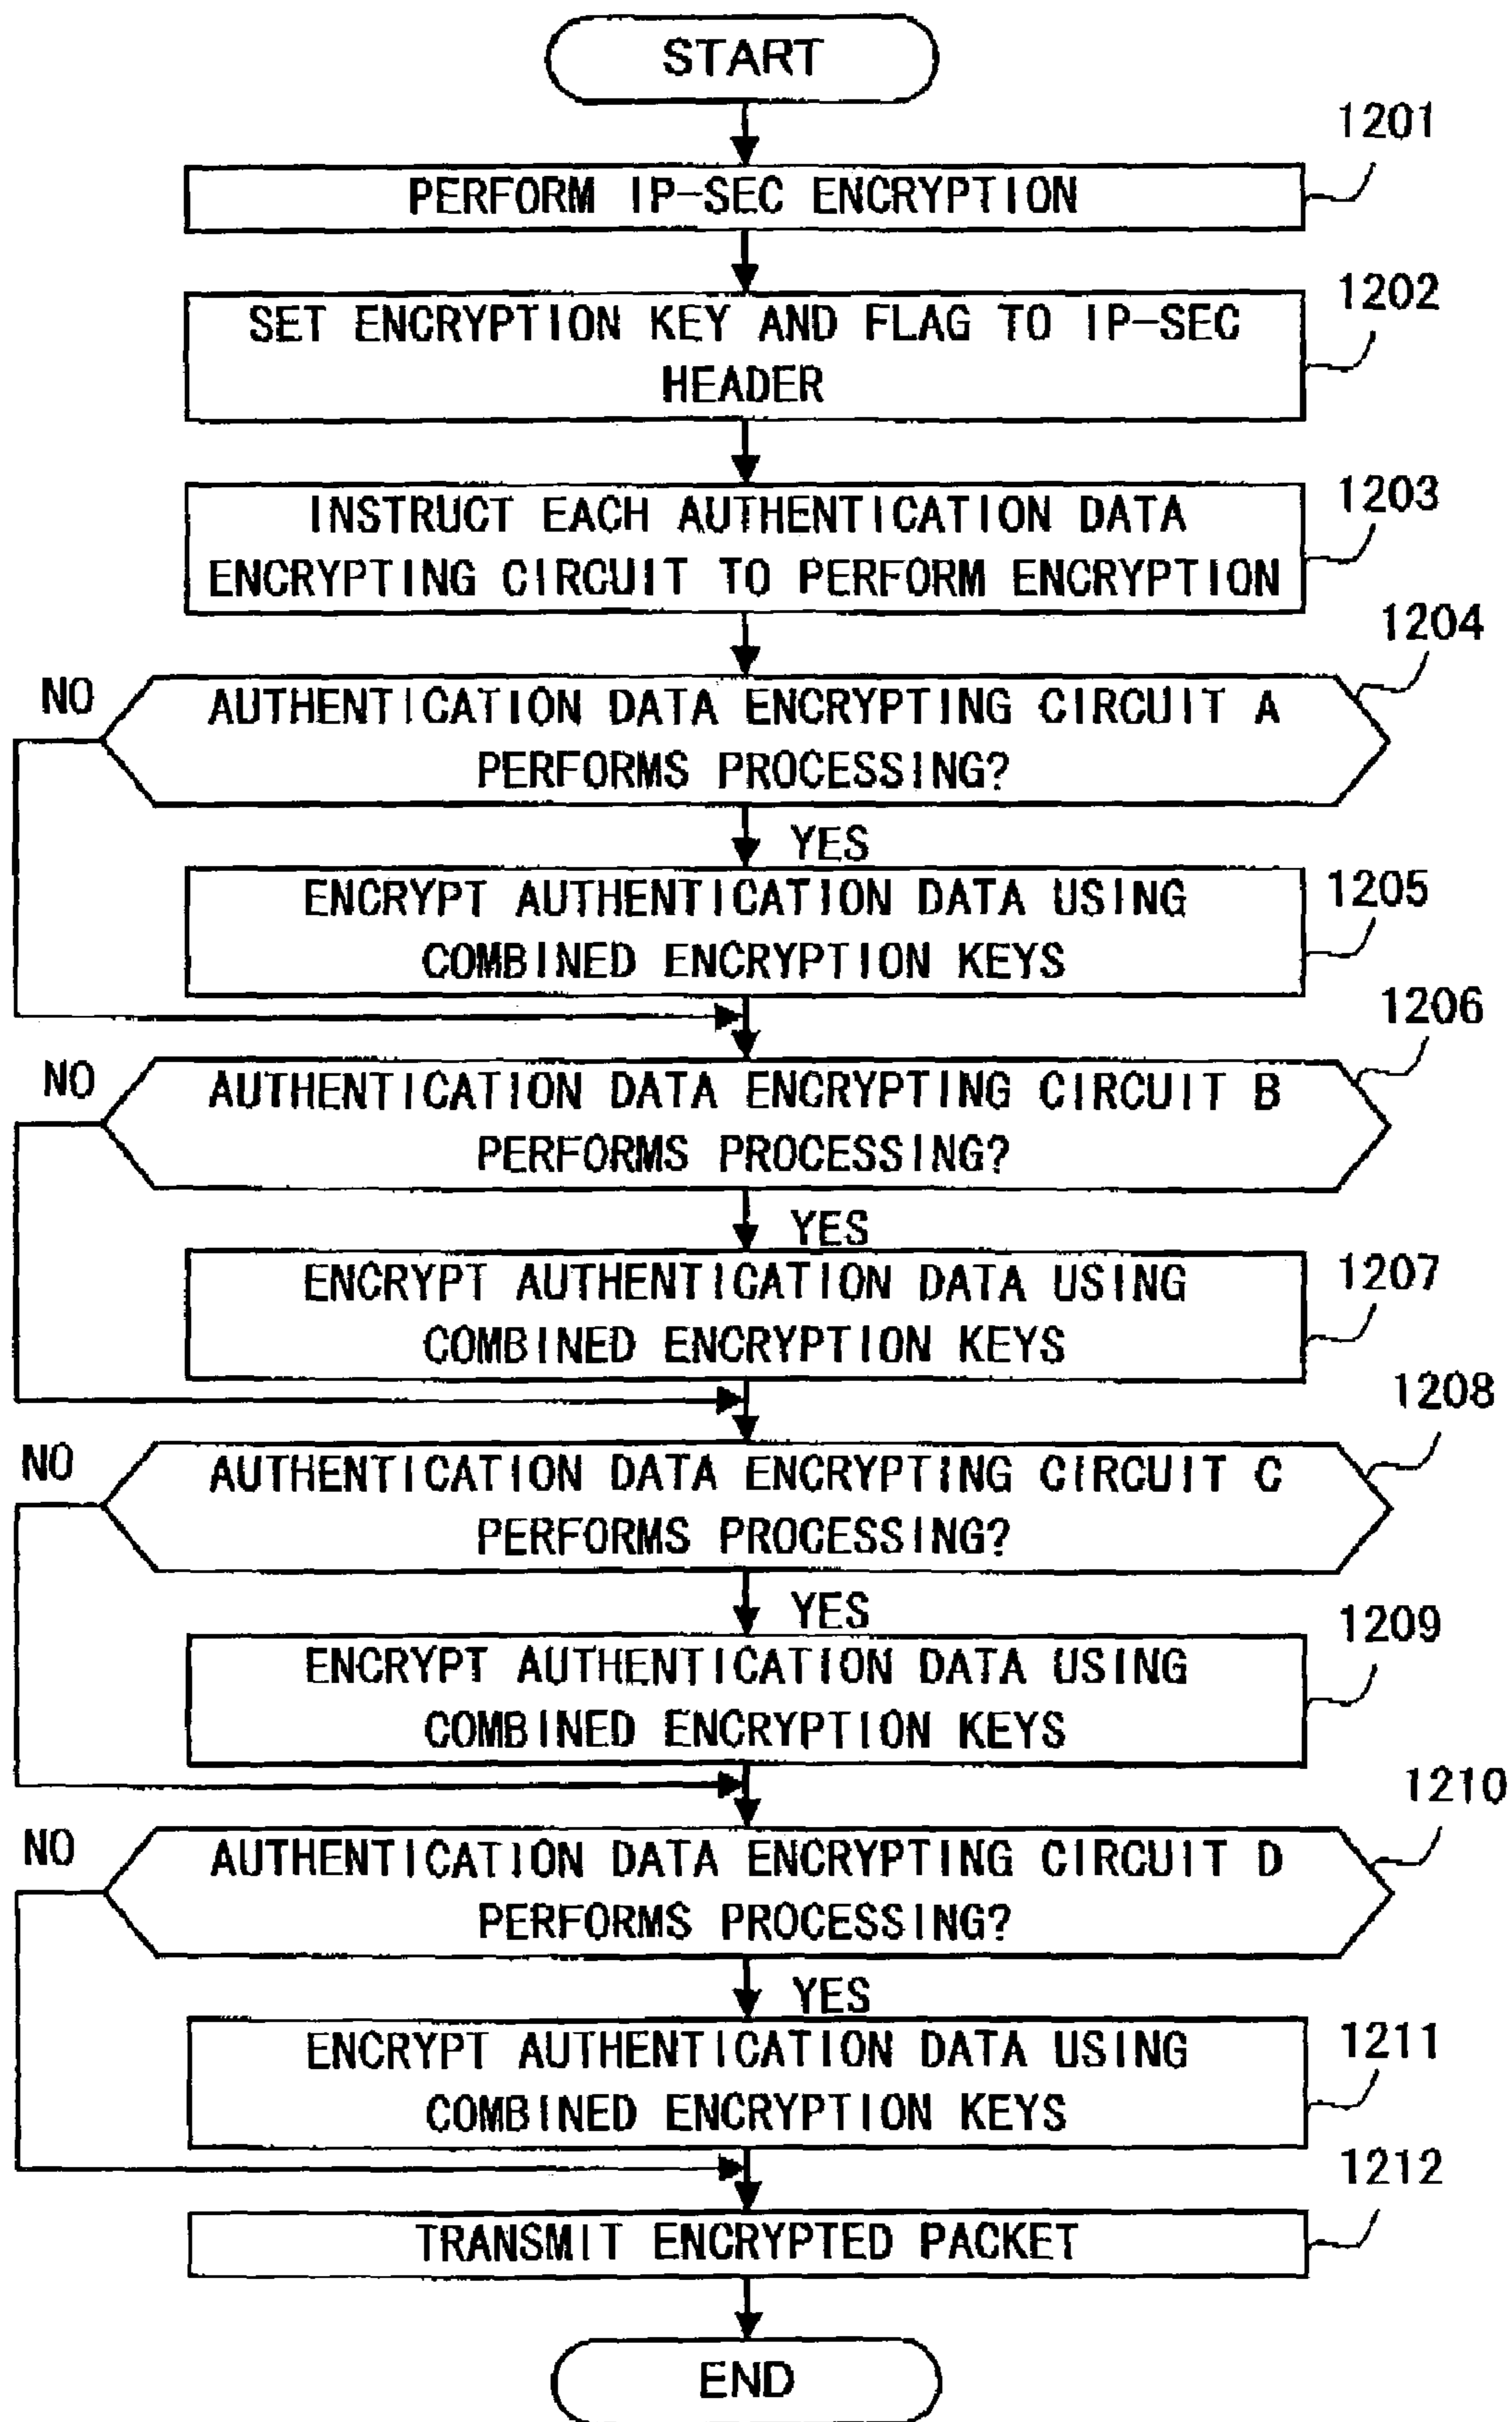 START
1201
PERFORM IP-SEC ENCRYPTION
1202
SET ENCRYPTION KEY AND FLAG TO IP-SEC
HEADER
1203
INSTRUCT EACH AUTHENTICATION DATA
ENCRYPTING CIRCUIT TO PERFORM ENCRYPTION
1204
NO
AUTHENTICATION DATA ENCRYPTING CIRCUIT A
PERFORMS PROCESSING?
YES
1205
ENCRYPT AUTHENTICATION DATA USING
COMBINED ENCRYPTION KEYS
1206
NO
AUTHENTICATION DATA ENCRYPTING CIRCUIT B
PERFORMS PROCESSING?
YES
1207
ENCRYPT AUTHENTICATION DATA USING
COMBINED ENCRYPTION KEYS
1208
NO
AUTHENTICATION DATA ENCRYPTING CIRCUIT C
PERFORMS PROCESSING?
YES
1209
ENCRYPT AUTHENTICATION DATA USING
COMBINED ENCRYPTION KEYS
1210
NO
AUTHENTICATION DATA ENCRYPTING CIRCUIT D
PERFORMS PROCESSING?
YES
1211
ENCRYPT AUTHENTICATION DATA USING
COMBINED ENCRYPTION KEYS
1212
TRANSMIT ENCRYPTED PACKET
END